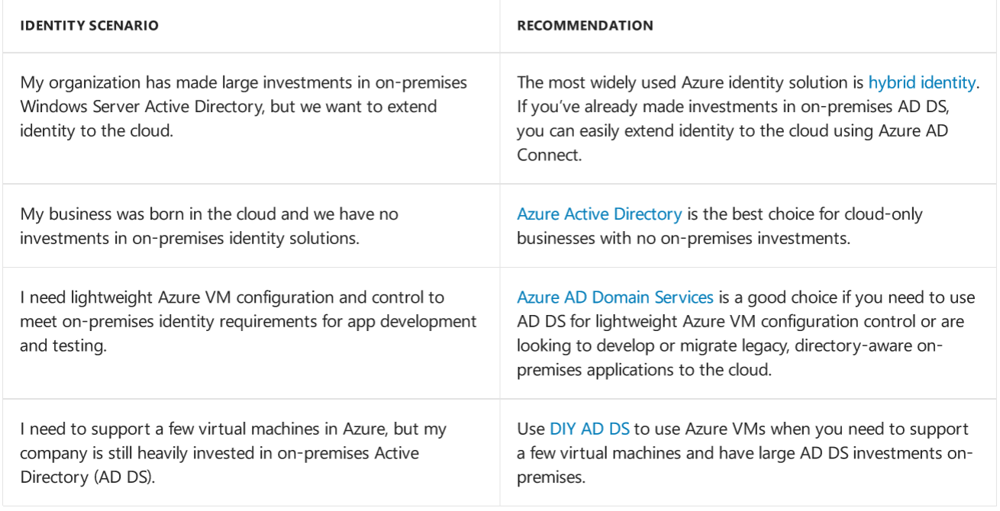 IDENTITY SCENARIO
RECOMMENDATION
My organization has made large investments in on-premises
Windows Server Active Directory, but we want to extend
identity to the cloud.
The most widely used Azure identity solution is hybrid identity.
If you’ve already made investments in on-premises AD DS,
you can easily extend identity to the cloud using Azure AD
Connect.
My business was born in the cloud and we have no
investments in on-premises identity solutions.
Azure Active Directory is the best choice for cloud-only
businesses with no on-premises investments.
I need lightweight Azure VM configuration and control to
meet on-premises identity requirements for app development
and testing.
Azure AD Domain Services is a good choice if you need to use
AD DS for lightweight Azure VM configuration control or are
looking to develop or migrate legacy, directory-aware on-
premises applications to the cloud.
I need to support a few virtual machines in Azure, but my
company is still heavily invested in on-premises Active
Directory (AD DS).
Use DIY AD DS to use Azure VMs when you need to support
a few virtual machines and have large AD DS investments on-
premises.